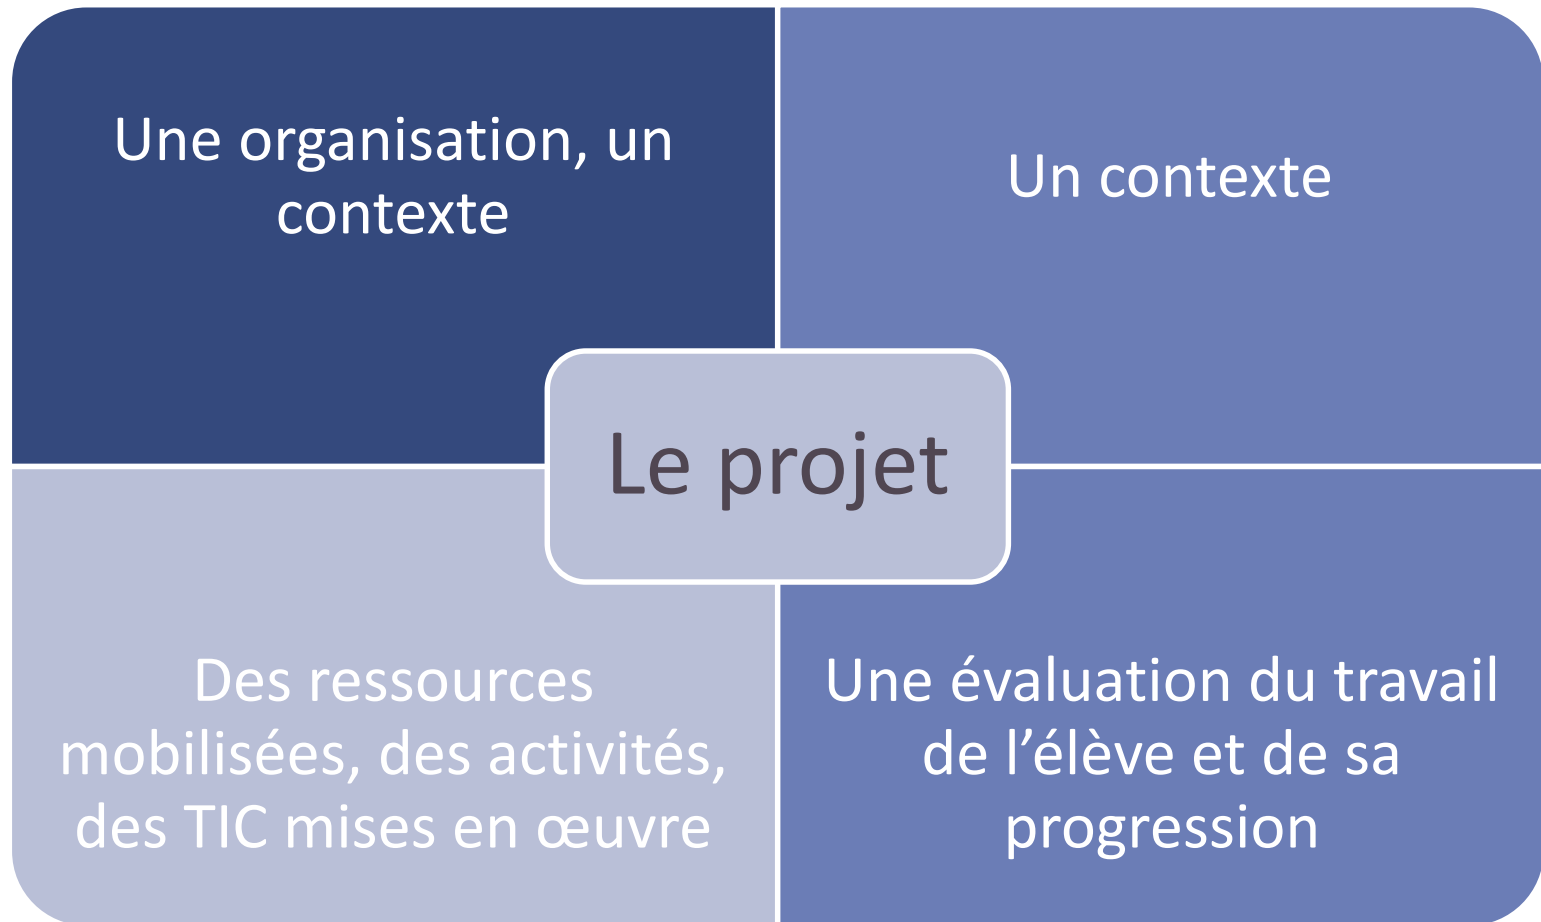 Une organisation, un
contexte
Un contexte
Le projet
Des ressources
mobilisées, des activités,
des TIC mises en œuvre
Une évaluation du travail
de l’élève et de sa
progression